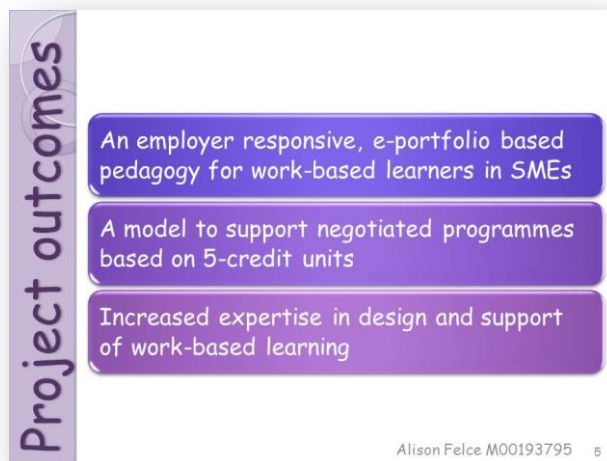 Project outcomes
An employer responsive, e-portfolio based
pedagogy for work-based learners in SMEs
A model to support negotiated programmes
based on 5-credit units
Increased expertise in design and support
of work-based learning
Alison Felce M00193795 5